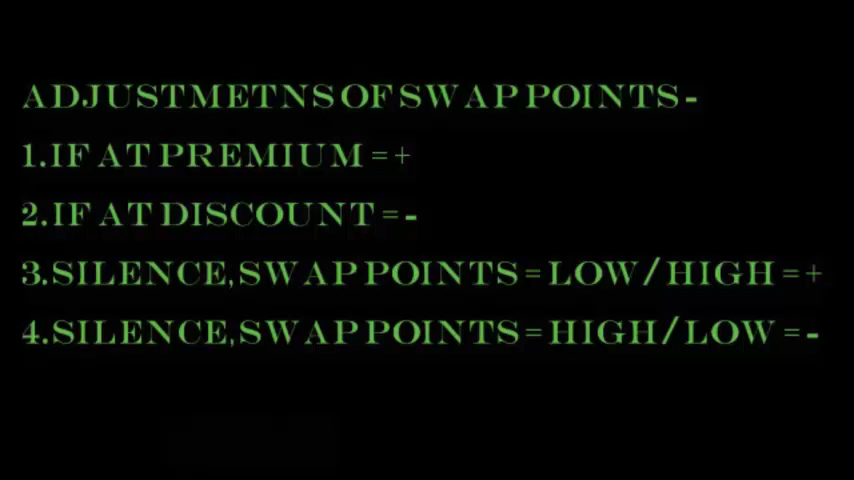 ADJUSTMETNS OF SWAP POINTS -
1.IF AT PREMIUM = +
2.IF AT DISCOUNT = -
3.SILENCE, SWAP POINTS = LOW / HIGH = +
4.SILENCE, SWAP POINTS = HIGH/LOW = -